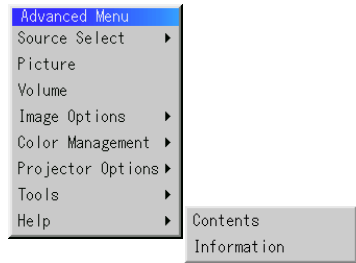 Advanced Menu
Source Select
Picture
Volume
Image Options
Color Management
Projector Options
Tools
Help
Contents
Information